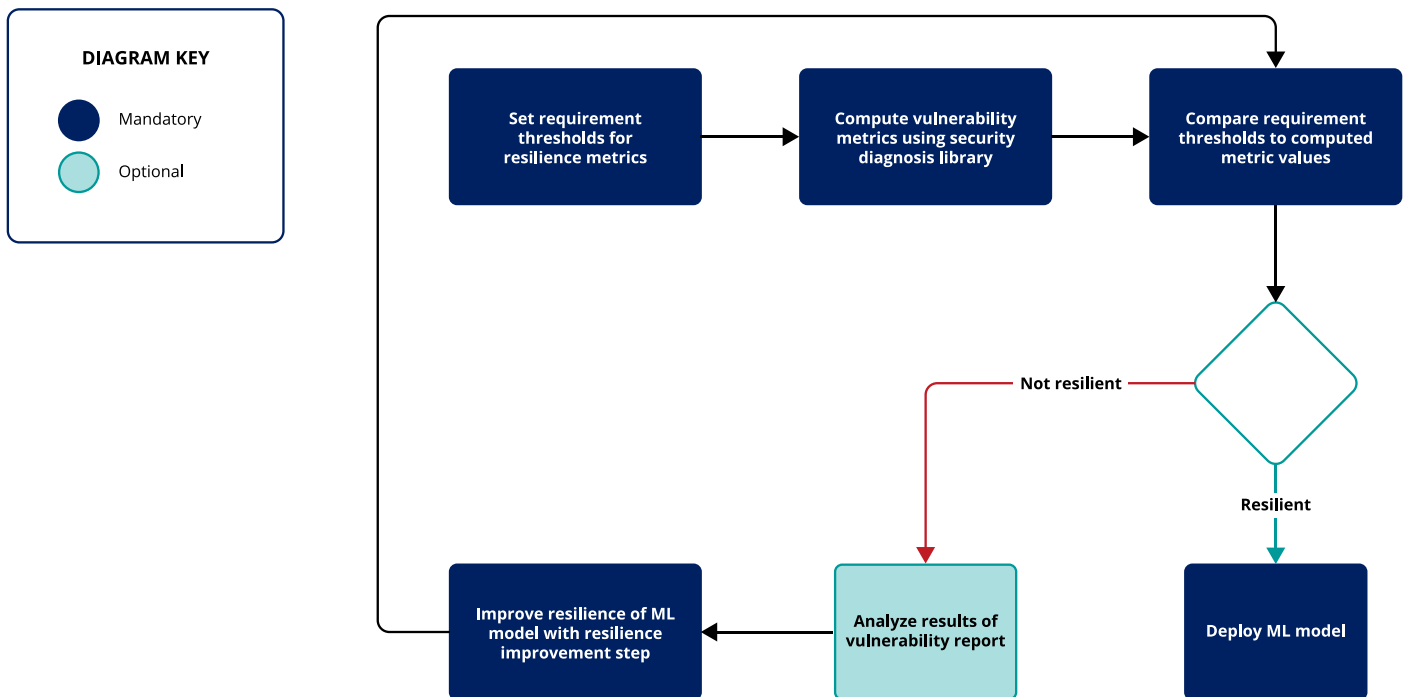 DIAGRAM KEY
Mandatory
Optional
Set requirement
thresholds for
resilience metrics
Compute vulnerability
metrics using security
diagnosis library
Compare requirement
thresholds to computed
metric values
Not resilient
Resilient
Improve resilience of ML
model with resilience
improvement step
Analyze results of
vulnerability report
Deploy ML model